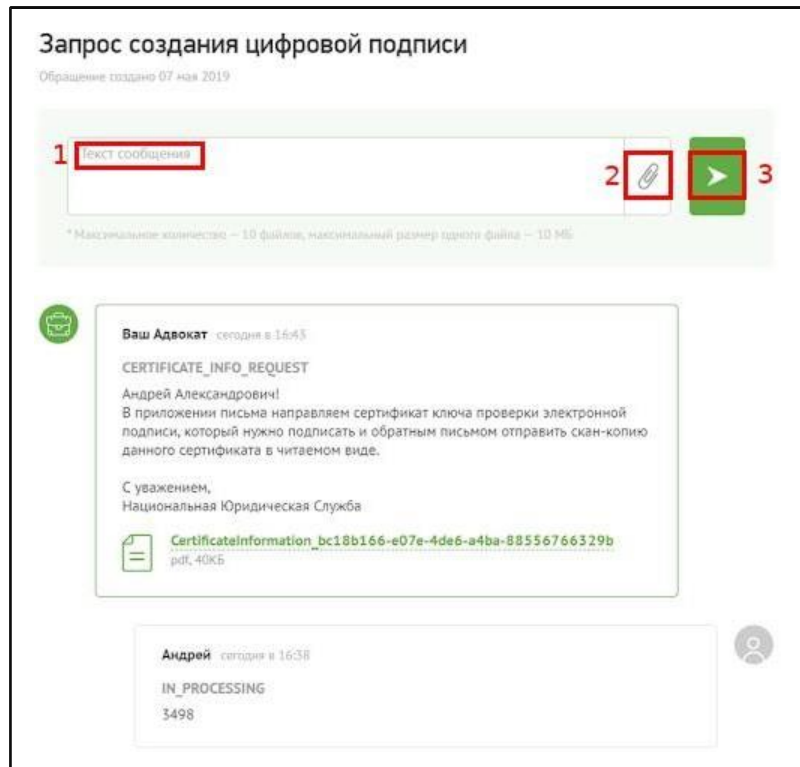 Запрос создания цифровой подписи
Обращение создано 07 мая 2019
1 Текст сообщения
2
3
* Максимальное количество — 10 файлов, максимальный размер одного файла — 10 МБ
Ваш Адвокат сегодня в 16:43
CERTIFICATE_INFO_REQUEST
Андрей Александрович!
В приложении письма направляем сертификат ключа проверки электронной
подписи, который нужно подписать и обратным письмом отправить скан-копию
данного сертификата в читаемом виде.
С уважением,
Национальная Юридическая Служба
CertificateInformation_bc18b166-e07e-4de6-a4ba-88556766329b
pdf, 40КБ
Андрей сегодня в 16:38
IN_PROCESSING
3498